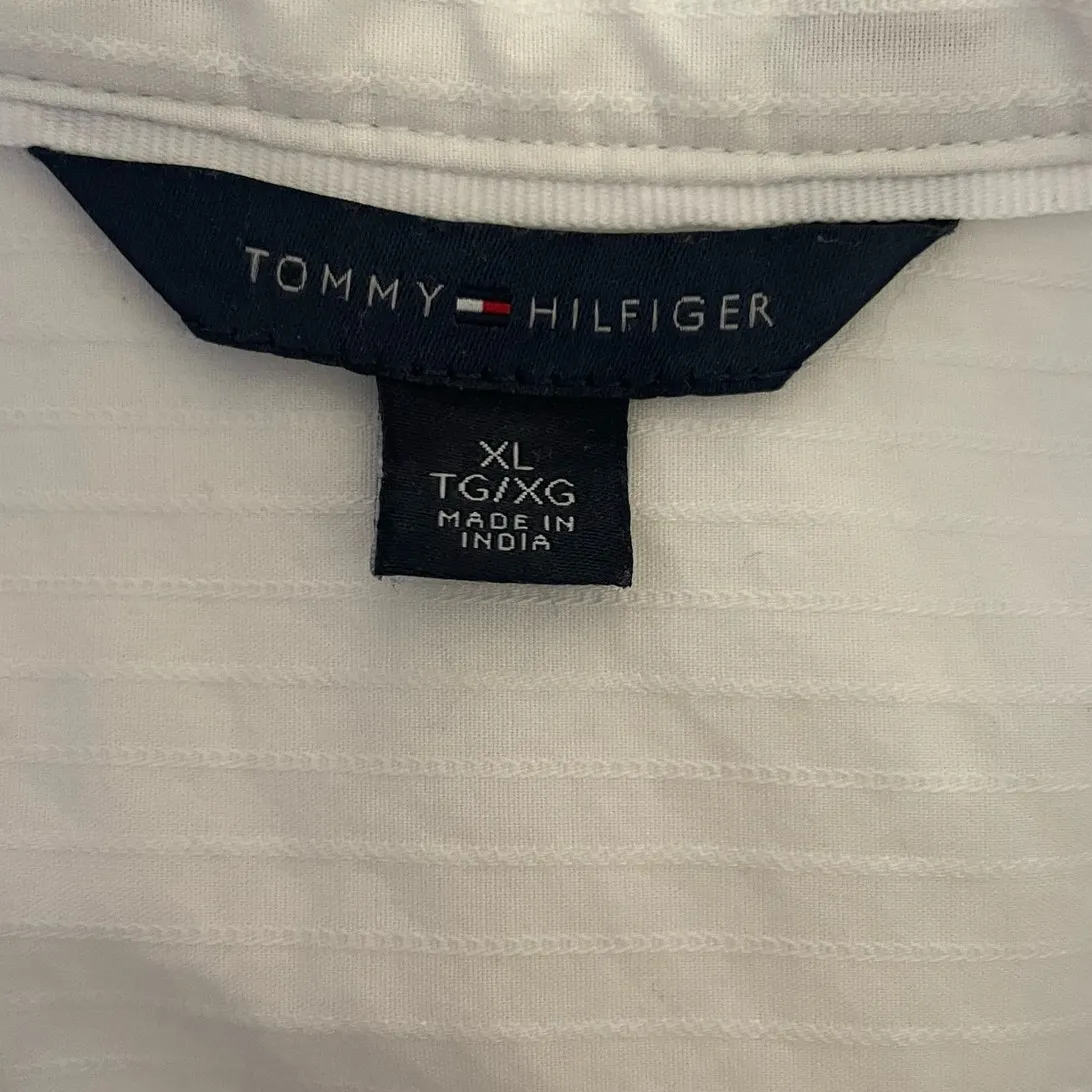 TOMMY HILFIGER
XL
TG/XG
MADE IN
INDIA